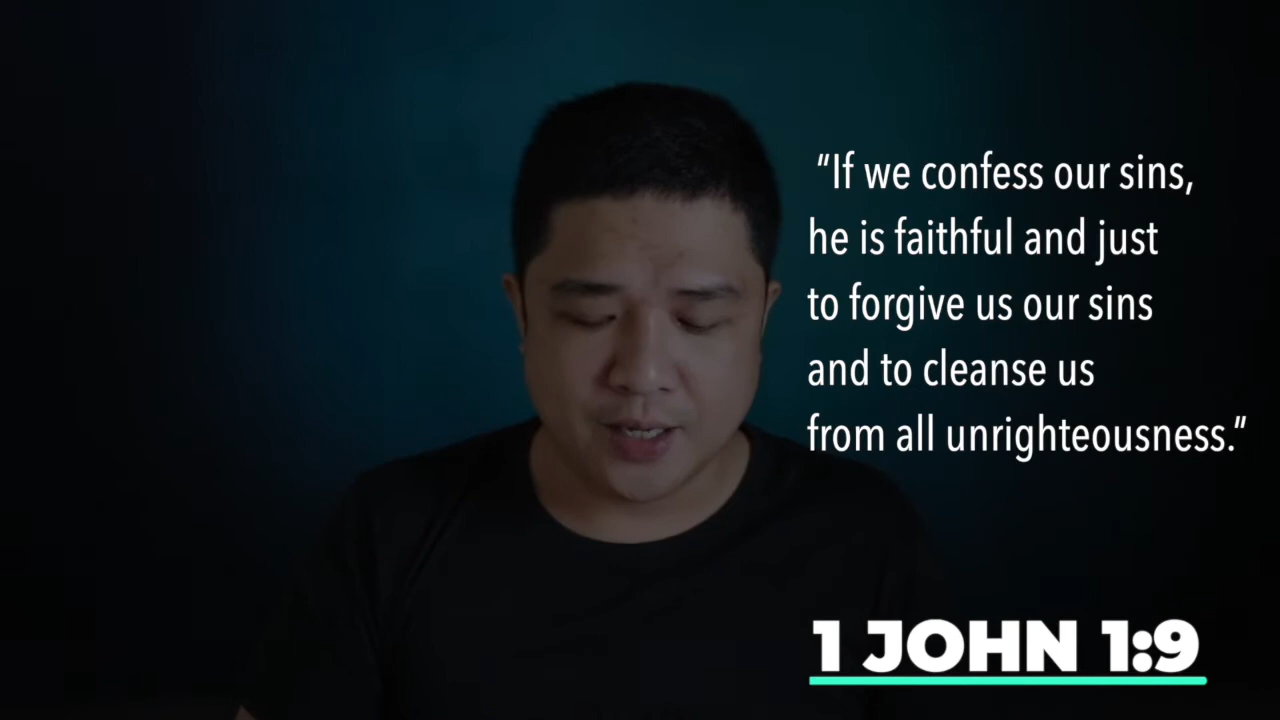 “If we confess our sins,
he is faithful and just
to forgive us our sins
and to cleanse us
from all unrighteousness.”
1 JOHN 1:9